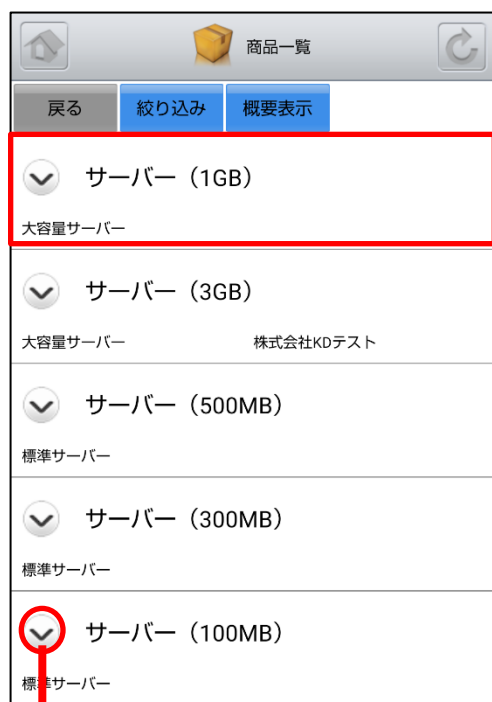 商品一覧
戻る 絞り込み 概要表示
サーバー（1GB）
大容量サーバー
サーバー（3GB）
大容量サーバー 株式会社KDテスト
サーバー（500MB）
標準サーバー
サーバー（300MB）
標準サーバー
サーバー（100MB）
標準サーバー